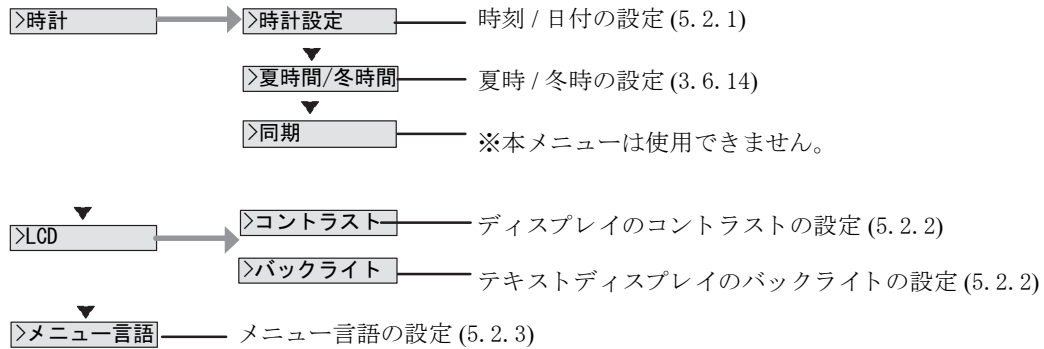 >時計
>時計設定
時刻 / 日付の設定 (5.2.1)
>夏時間/冬時間
夏時 / 冬時の設定 (3.6.14)
>同期
※本メニューは使用できません。
>LCD
>コントラスト
ディスプレイのコントラストの設定 (5.2.2)
>バックライト
テキストディスプレイのバックライトの設定 (5.2.2)
>メニュー言語
メニュー言語の設定 (5.2.3)